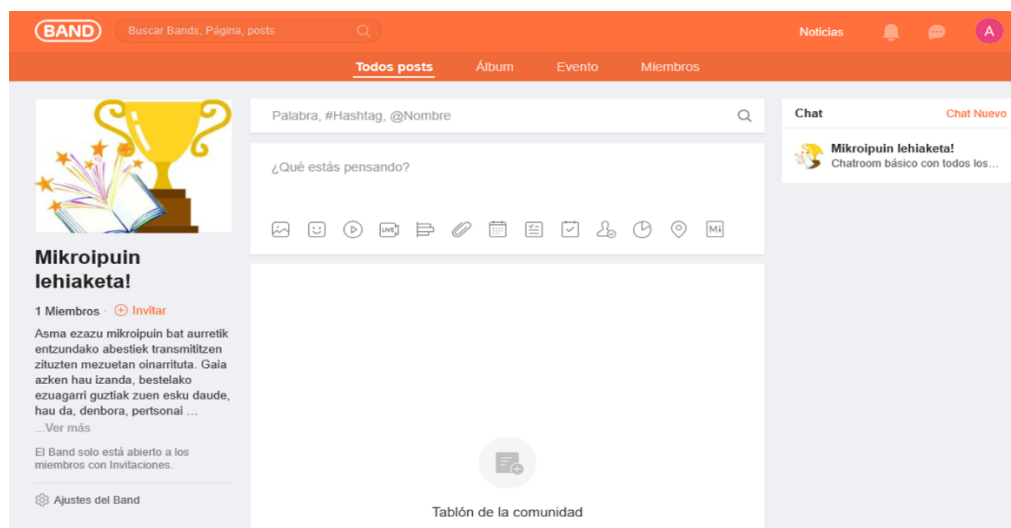 BAND
Buscar Bands, Página, posts
Noticias
A
Todos posts
Álbum
Evento
Miembros
Mikroipuin
lehiaketa!
1 Miembros · Invitar
Asma ezazu mikroipuin bat aurretik
entzundako abestiek transmititzen
zituzten mezuetan oinarrituta. Gaia
azken hau izanda, bestelako
ezuagarri guztiak zuen esku daude,
hau da, denbora, pertsonai ...
...Ver más
El Band solo está abierto a los
miembros con Invitaciones.
Ajustes del Band
Palabra, #Hashtag, @Nombre
¿Qué estás pensando?
LIVE
M
Tablón de la comunidad
Chat
Chat Nuevo
Mikroipuin lehiaketa!
Chatroom básico con todos los...